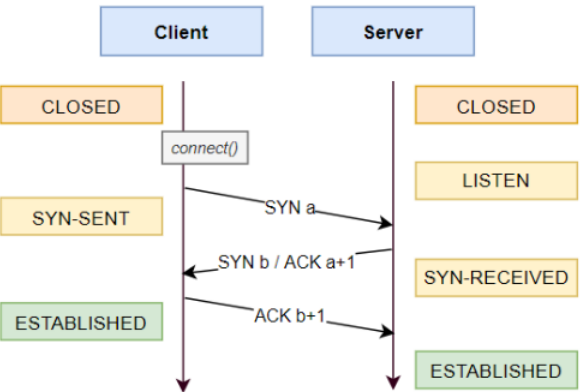 Client
Server
CLOSED
CLOSED
connect()
LISTEN
SYN-SENT
SYN a
SYN b / ACK a+1
SYN-RECEIVED
ESTABLISHED
ACK b+1
ESTABLISHED